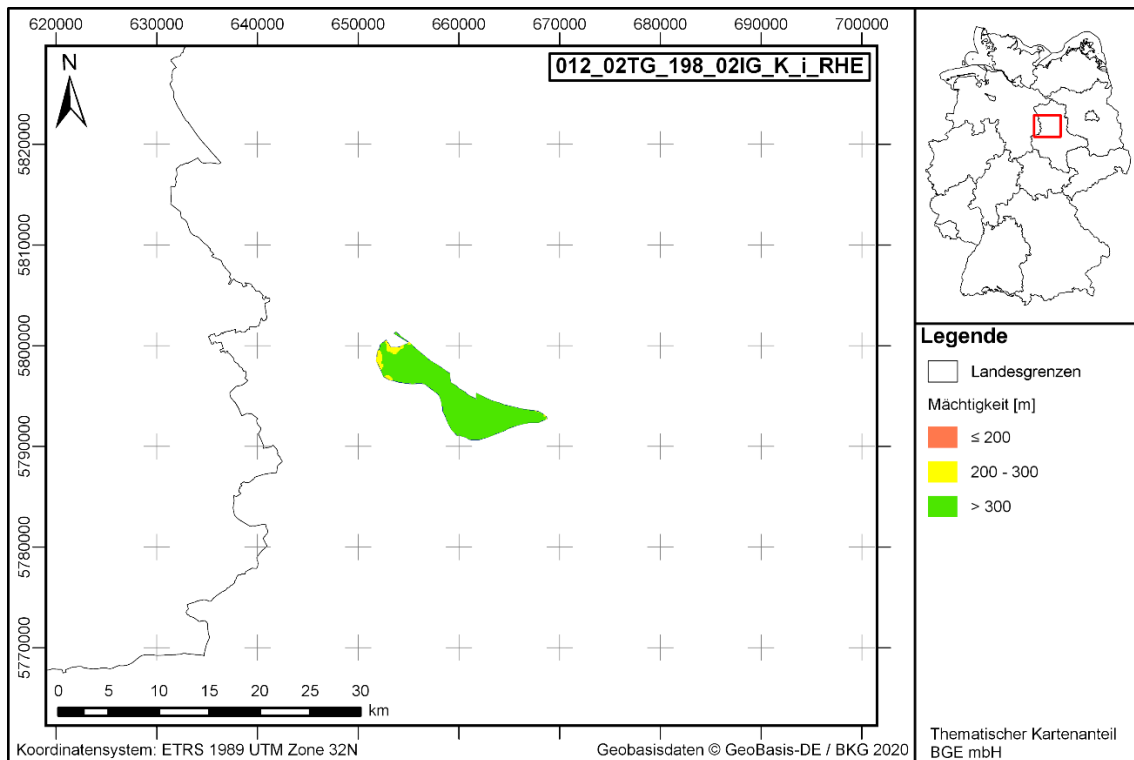 620000 630000 640000 650000 660000 670000 680000 690000 700000
012_02TG_198_02IG_K_i_RHE
N
5820000
5810000
5800000
5790000
5780000
5770000
0 5 10 15 20 25 30
km
Koordinatensystem: ETRS 1989 UTM Zone 32N
Geobasisdaten © GeoBasis-DE / BKG 2020
Legende
Landesgrenzen
Mächtigkeit [m]
≤ 200
200 - 300
> 300
Thematischer Kartenanteil
BGE mbH